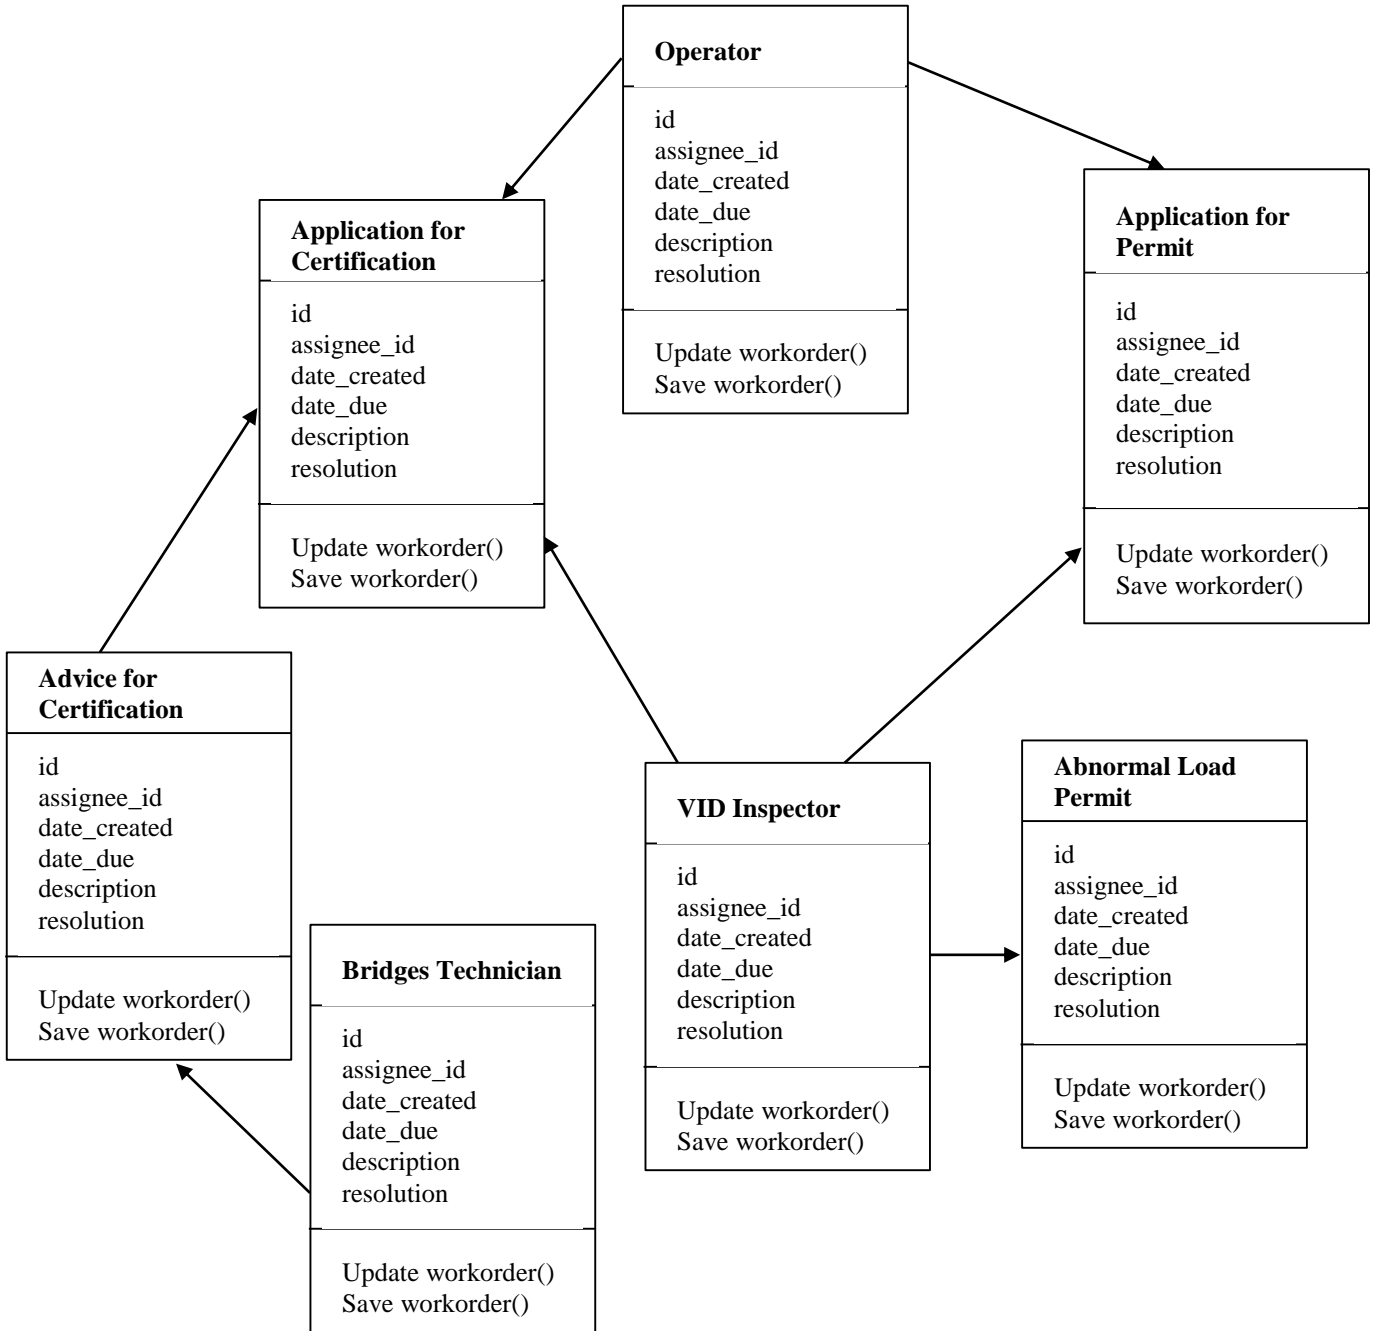 Operator
id
assignee_id
date_created
date_due
description
resolution
Update workorder()
Save workorder()
Application for
Certification
id
assignee_id
date_created
date_due
description
resolution
Update workorder()
Save workorder()
Application for
Permit
id
assignee_id
date_created
date_due
description
resolution
Update workorder()
Save workorder()
Advice for
Certification
id
assignee_id
date_created
date_due
description
resolution
Update workorder()
Save workorder()
Bridges Technician
id
assignee_id
date_created
date_due
description
resolution
Update workorder()
Save workorder()
VID Inspector
id
assignee_id
date_created
date_due
description
resolution
Update workorder()
Save workorder()
Abnormal Load
Permit
id
assignee_id
date_created
date_due
description
resolution
Update workorder()
Save workorder()